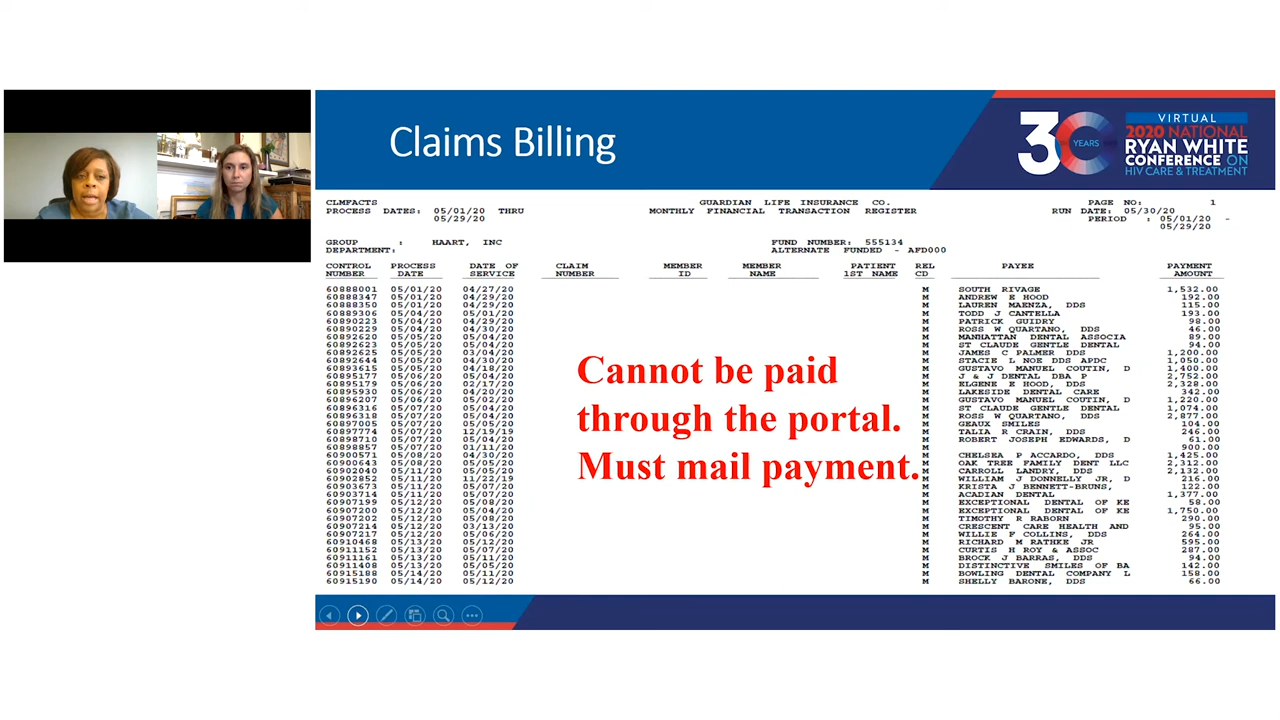 Claims Billing
30 YEARS
VIRTUAL
2020 NATIONAL
RYAN WHITE
CONFERENCE ON
HIV CARE & TREATMENT
CLMFACTS GUARDIAN LIFE INSURANCE CO. PAGE NO: 1
PROCESS DATES: 05/01/20 THRU MONTHLY FINANCIAL TRANSACTION REGISTER RUN DATE: 05/30/20
05/29/20 PERIOD : 05/01/20 -
05/29/20
GROUP : HAART, INC FUND NUMBER: 555134
DEPARTMENT: ALTERNATE FUNDED - AFD000
CONTROL PROCESS DATE OF CLAIM MEMBER MEMBER PATIENT REL PAYEE PAYMENT
NUMBER DATE SERVICE NUMBER ID NAME 1ST NAME CD AMOUNT
60888001 05/01/20 04/27/20 M SOUTH RIVAGE 1,532.00
60888347 05/01/20 04/29/20 M ANDREW E HOOD 192.00
60888350 05/01/20 04/29/20 M LAUREN MAENZA, DDS 115.00
60889306 05/04/20 05/01/20 M TODD J CANTELLA 193.00
60890223 05/04/20 04/29/20 M PATRICK GUIDRY 98.00
60890229 05/04/20 04/30/20 M ROSS W QUARTANO, DDS 46.00
60892620 05/05/20 05/04/20 M MANHATTAN DENTAL ASSOCIA 89.00
60892623 05/05/20 05/04/20 M ST CLAUDE GENTLE DENTAL 94.00
60892625 05/05/20 03/04/20 M JAMES C PALMER DDS 1,200.00
60892644 05/05/20 04/30/20 M STACIE L NOE DDS APDC 1,050.00
60893615 05/05/20 04/18/20 M GUSTAVO MANUEL COUTIN, D 1,400.00
60895177 05/06/20 05/04/20 M J & J DENTAL DBA P 2,752.00
60895179 05/06/20 02/17/20 M ELGENE E HOOD, DDS 2,328.00
60895930 05/06/20 04/20/20 M LAKESIDE DENTAL CARE 342.00
60896207 05/06/20 05/02/20 M GUSTAVO MANUEL COUTIN, D 1,220.00
60896316 05/07/20 05/04/20 M ST CLAUDE GENTLE DENTAL 1,074.00
60896318 05/07/20 05/04/20 M ROSS W QUARTANO, DDS 2,877.00
60897005 05/07/20 05/05/20 M GEAUX SMILES 104.00
60897774 05/07/20 12/19/19 M TALIA R CRAIN, DDS 246.00
60898710 05/07/20 05/04/20 M ROBERT JOSEPH EDWARDS, D 61.00
60898857 05/07/20 01/11/20 M 900.00
60900571 05/08/20 04/30/20 M CHELSEA P ACCARDO, DDS 1,425.00
60900643 05/08/20 05/05/20 M OAK TREE FAMILY DENT LLC 2,312.00
60902040 05/11/20 05/05/20 M CARROLL LANDRY, DDS 2,132.00
60902852 05/11/20 11/22/19 M WILLIAM J DONNELLY JR, D 216.00
60903673 05/11/20 05/07/20 M KRISTA J BENNETT-BRUNS, 122.00
60903714 05/11/20 05/07/20 M ACADIAN DENTAL 1,377.00
60907199 05/12/20 05/08/20 M EXCEPTIONAL DENTAL OF KE 58.00
60907200 05/12/20 05/04/20 M EXCEPTIONAL DENTAL OF KE 1,750.00
60907202 05/12/20 05/08/20 M TIMOTHY R RABORN 290.00
60907214 05/12/20 03/13/20 M CRESCENT CARE HEALTH AND 95.00
60907217 05/12/20 05/06/20 M WILLIE F COLLINS, DDS 264.00
60910468 05/13/20 05/12/20 M RICHARD M RATHKE JR 595.00
60911152 05/13/20 05/07/20 M CURTIS H ROY & ASSOC 287.00
60911161 05/13/20 05/11/20 M BROCK J BARRAS, DDS 94.00
60911408 05/13/20 05/05/20 M DISTINCTIVE SMILES OF BA 142.00
60915188 05/14/20 05/11/20 M BOWLING DENTAL COMPANY L 158.00
60915190 05/14/20 05/12/20 M SHELLY BARONE, DDS 66.00
Cannot be paid
through the portal.
Must mail payment.